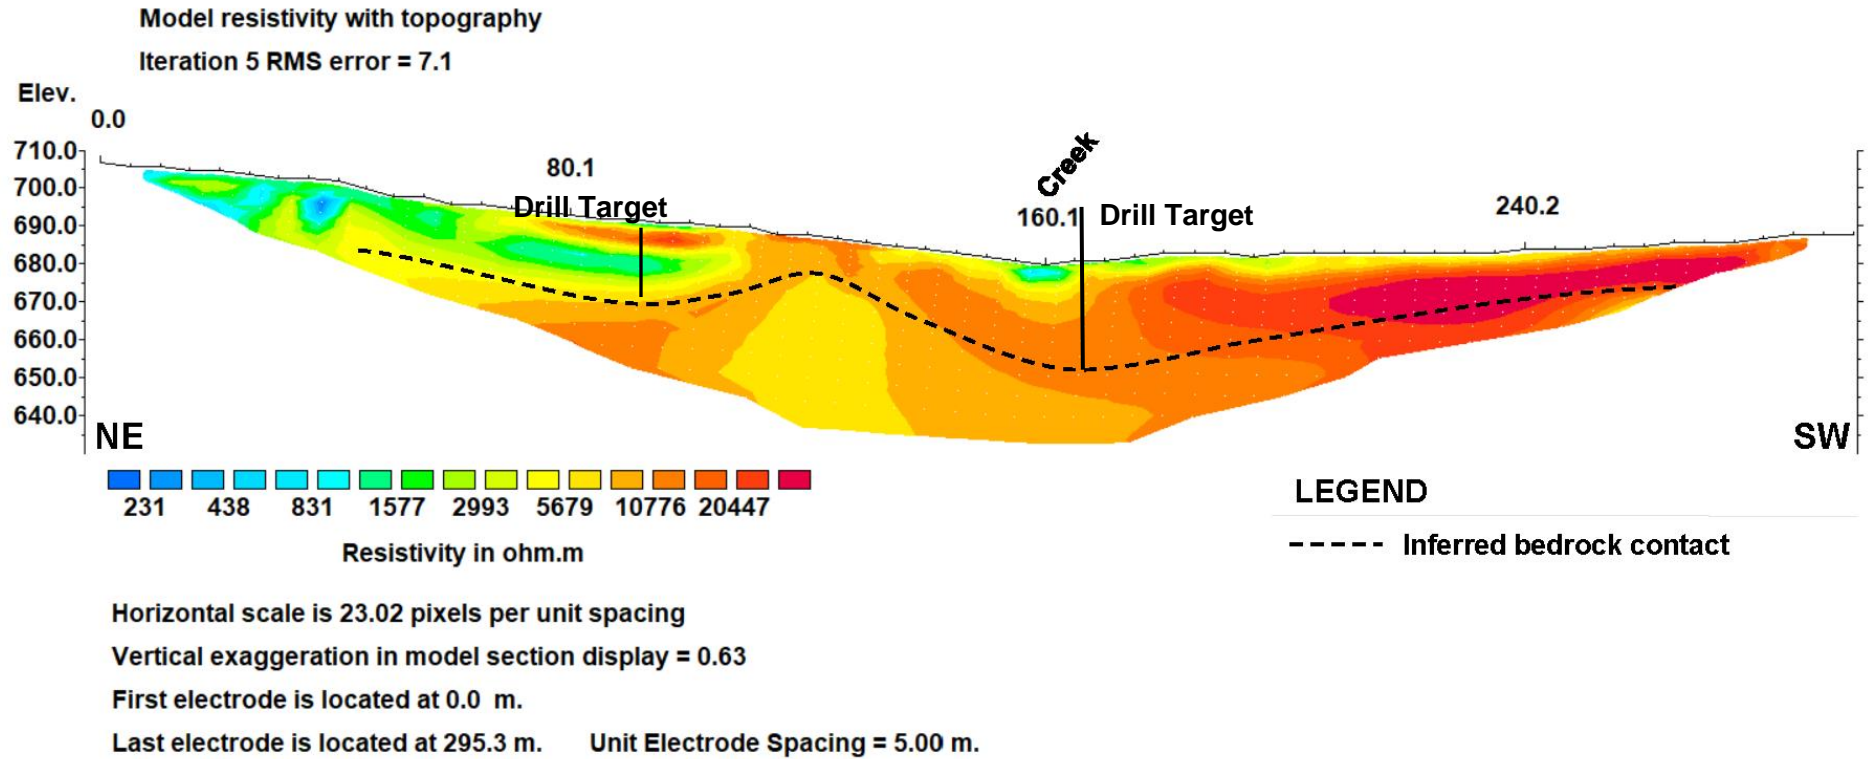 Model resistivity with topography
Iteration 5 RMS error = 7.1
Elev.
0.0
710.0
700.0
690.0
680.0
670.0
660.0
650.0
640.0
80.1
Drill Target
Creek
160.1
Drill Target
240.2
NE
SW
231 438 831 1577 2993 5679 10776 20447
Resistivity in ohm.m
LEGEND
Inferred bedrock contact
Horizontal scale is 23.02 pixels per unit spacing
Vertical exaggeration in model section display = 0.63
First electrode is located at 0.0 m.
Last electrode is located at 295.3 m. Unit Electrode Spacing = 5.00 m.